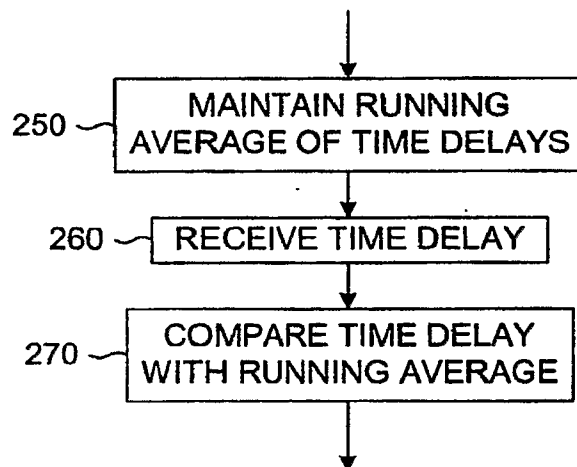 250
MAINTAIN RUNNING
AVERAGE OF TIME DELAYS
260
RECEIVE TIME DELAY
270
COMPARE TIME DELAY
WITH RUNNING AVERAGE